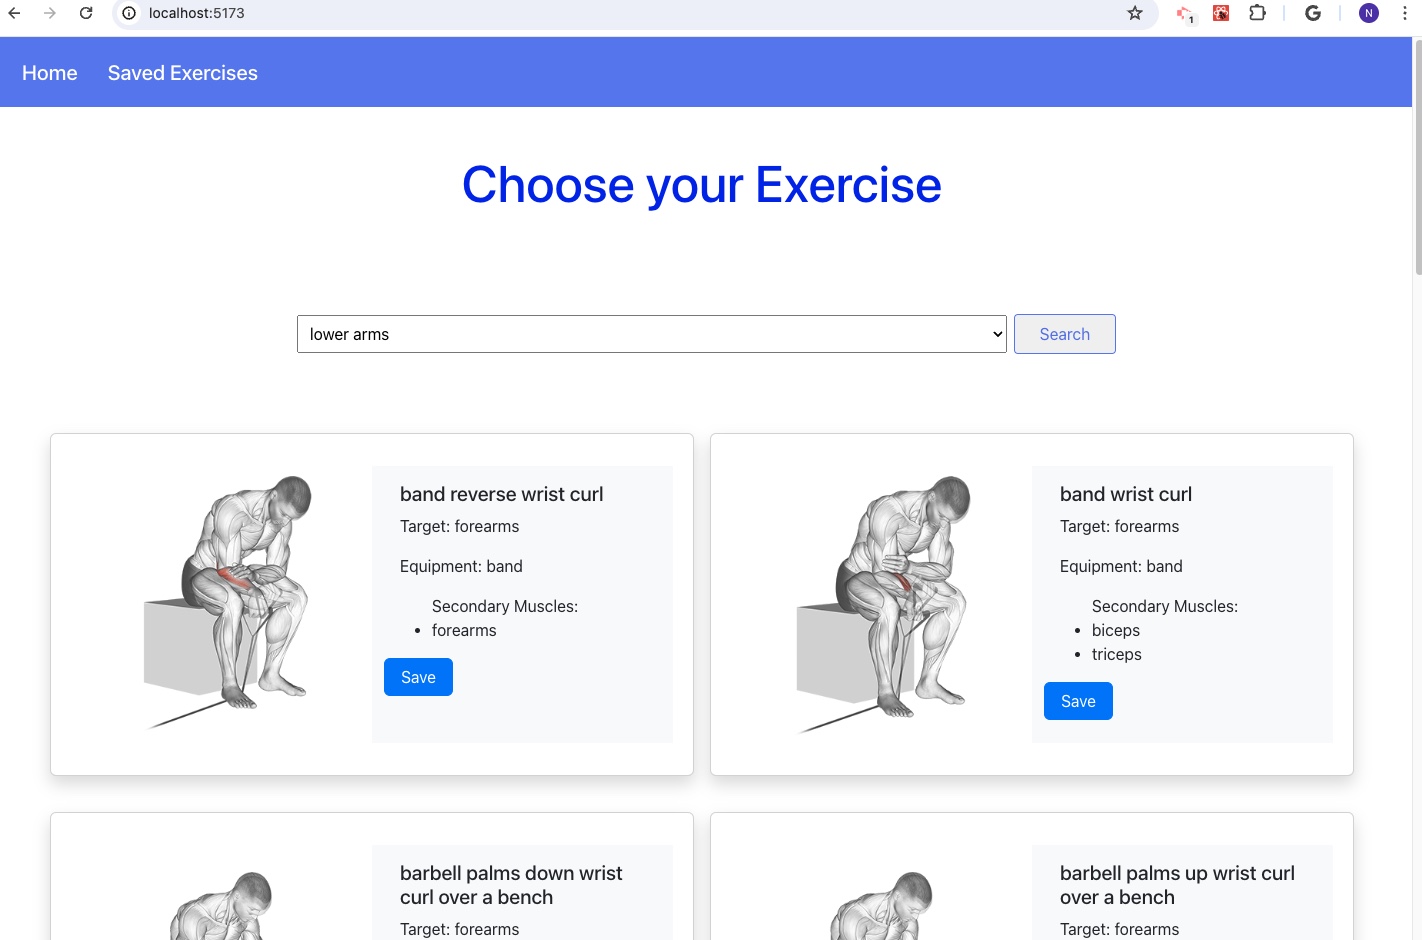 localhost:5173
1
G
N
Home
Saved Exercises
Choose your Exercise
lower arms
Search
band reverse wrist curl
Target: forearms
Equipment: band
Secondary Muscles:
• forearms
Save
band wrist curl
Target: forearms
Equipment: band
Secondary Muscles:
• biceps
• triceps
Save
barbell palms down wrist
curl over a bench
Target: forearms
barbell palms up wrist curl
over a bench
Target: forearms